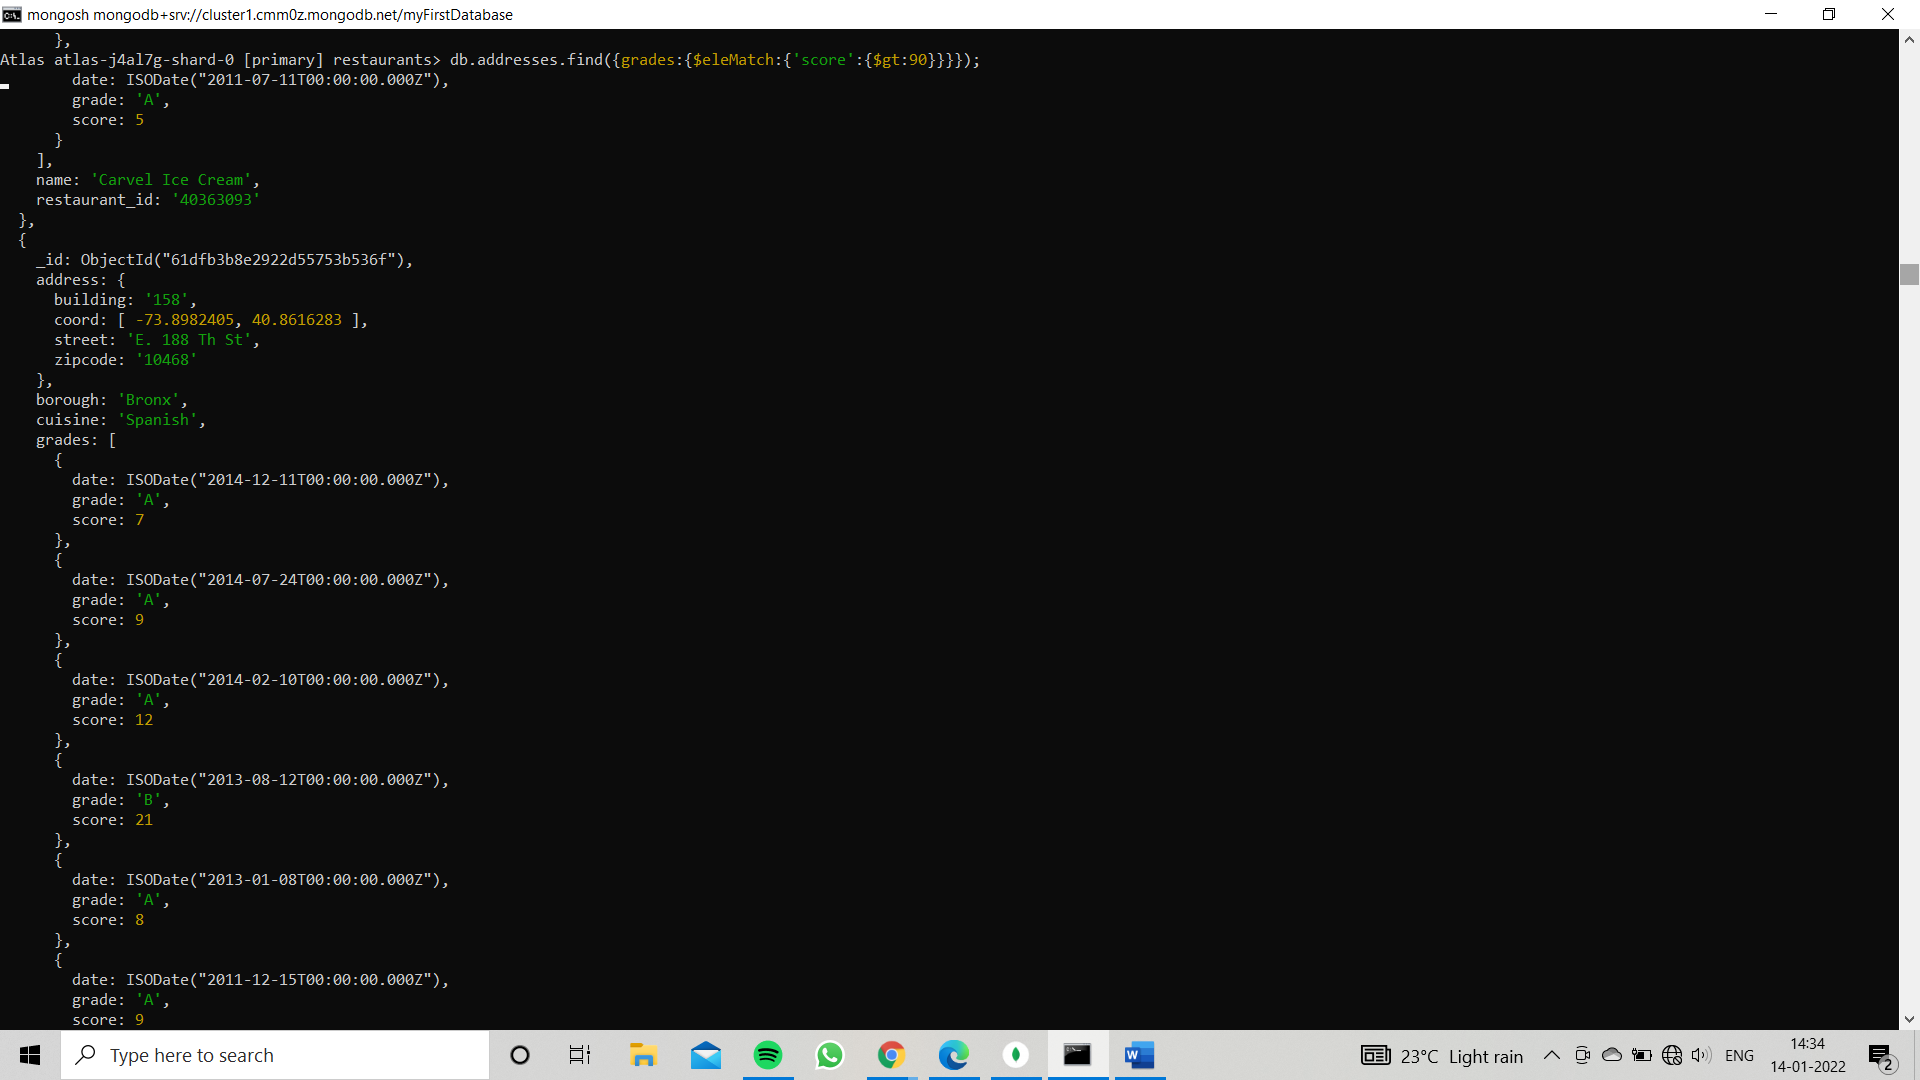 mongosh mongodb+srv://cluster1.cmm0z.mongodb.net/myFirstDatabase
},
Atlas atlas-j4al7g-shard-0 [primary] restaurants> db.addresses.find({grades:{$eleMatch:{'score':{$gt:90}}}});
date: ISODate("2011-07-11T00:00:00.000Z"),
grade: 'A',
score: 5
}
],
name: 'Carvel Ice Cream',
restaurant_id: '40363093'
},
{
_id: ObjectId("61dfb3b8e2922d55753b536f"),
address: {
building: '158',
coord: [ -73.8982405, 40.8616283 ],
street: 'E. 188 Th St',
zipcode: '10468'
},
borough: 'Bronx',
cuisine: 'Spanish',
grades: [
{
date: ISODate("2014-12-11T00:00:00.000Z"),
grade: 'A',
score: 7
},
{
date: ISODate("2014-07-24T00:00:00.000Z"),
grade: 'A',
score: 9
},
{
date: ISODate("2014-02-10T00:00:00.000Z"),
grade: 'A',
score: 12
},
{
date: ISODate("2013-08-12T00:00:00.000Z"),
grade: 'B',
score: 21
},
{
date: ISODate("2013-01-08T00:00:00.000Z"),
grade: 'A',
score: 8
},
{
date: ISODate("2011-12-15T00:00:00.000Z"),
grade: 'A',
score: 9
Type here to search
23°C Light rain
ENG
14:34
14-01-2022
2